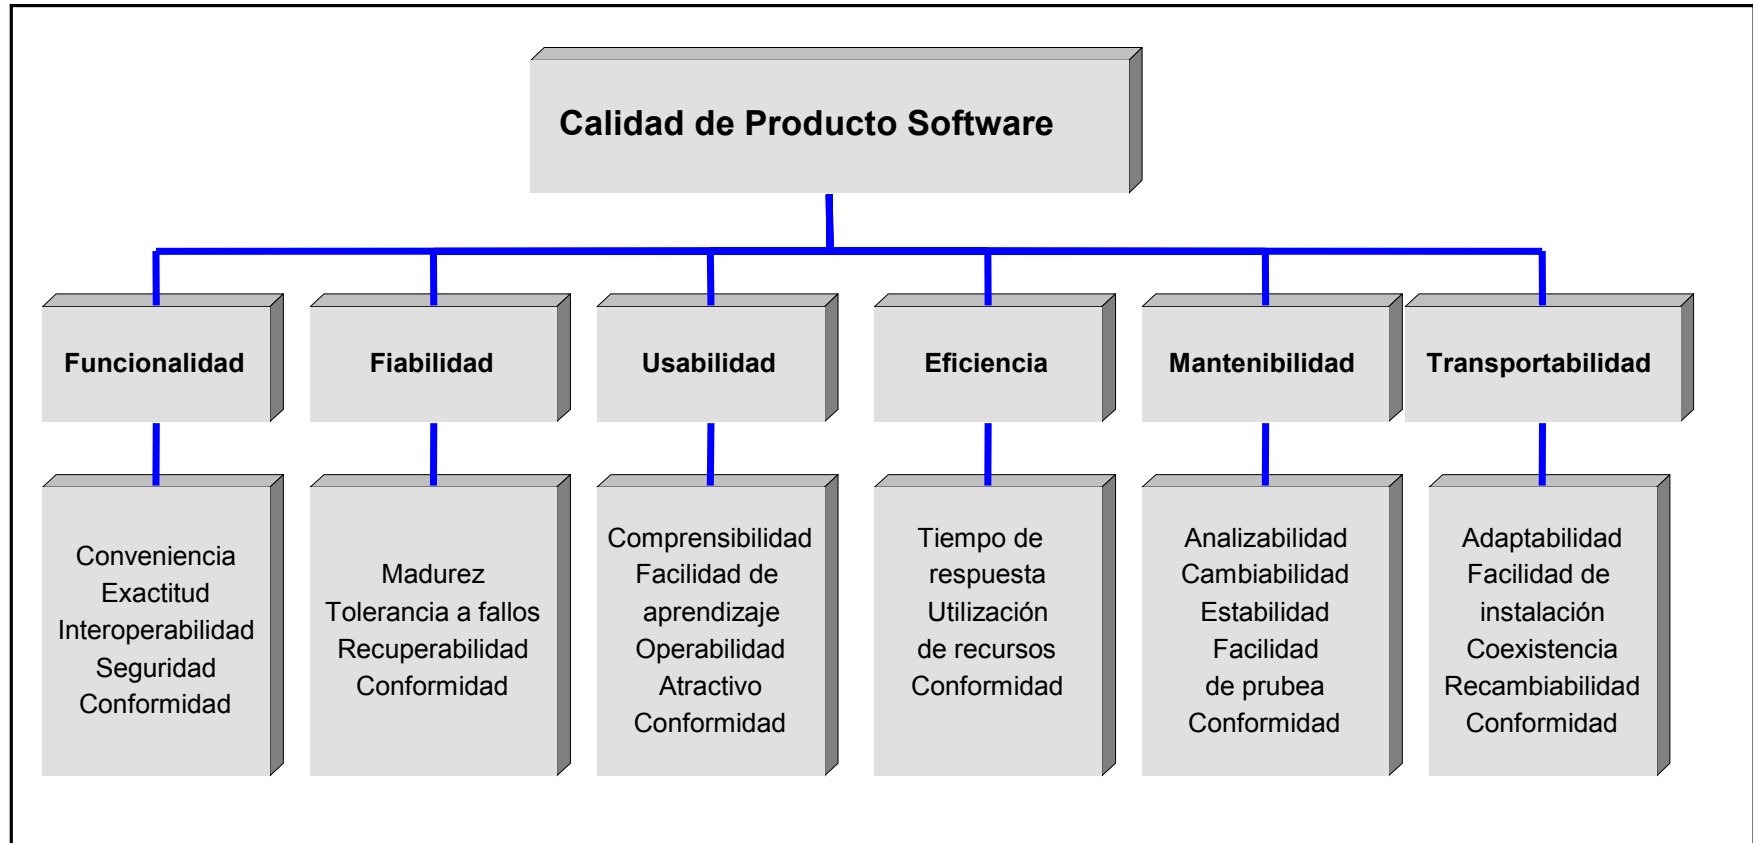 Calidad de Producto Software
Funcionalidad
Fiabilidad
Usabilidad
Eficiencia
Mantenibilidad
Transportabilidad
Conveniencia
Exactitud
Interoperabilidad
Seguridad
Conformidad
Madurez
Tolerancia a fallos
Recuperabilidad
Conformidad
Comprensibilidad
Facilidad de
aprendizaje
Operabilidad
Atractivo
Conformidad
Tiempo de
respuesta
Utilización
de recursos
Conformidad
Analizabilidad
Cambiabilidad
Estabilidad
Facilidad
de prubea
Conformidad
Adaptabilidad
Facilidad de
instalación
Coexistencia
Recambiabilidad
Conformidad